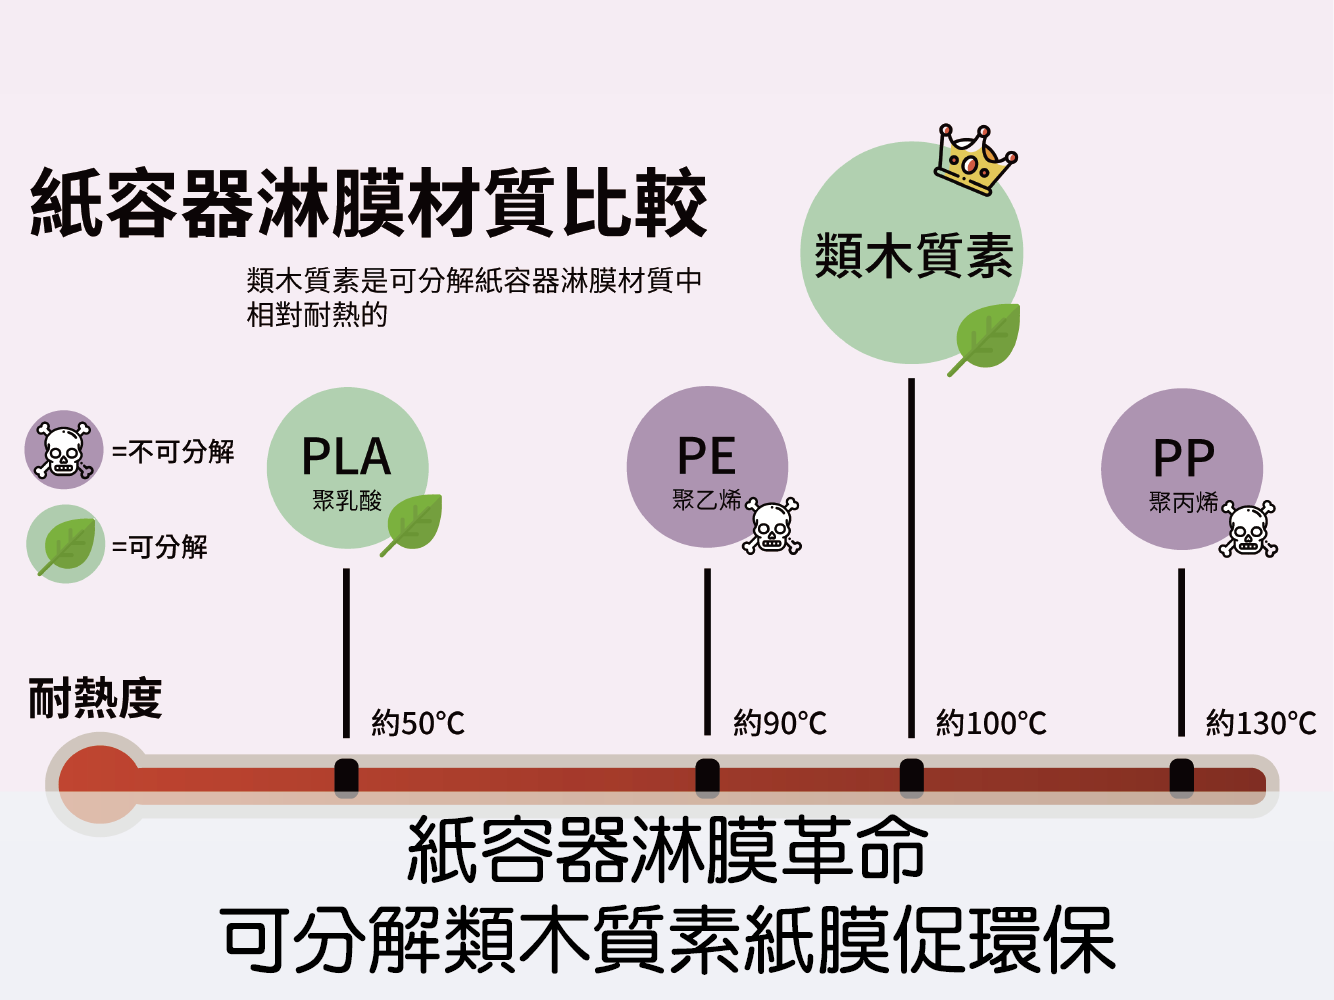 紙容器淋膜材質比較
類木質素是可分解紙容器淋膜材質中
相對耐熱的
類木質素
=不可分解
=可分解
PLA
聚乳酸
PE
聚乙烯
PP
聚丙烯
耐熱度
約50℃
約90℃
約100℃
約130℃
紙容器淋膜革命
可分解類木質素紙膜促環保